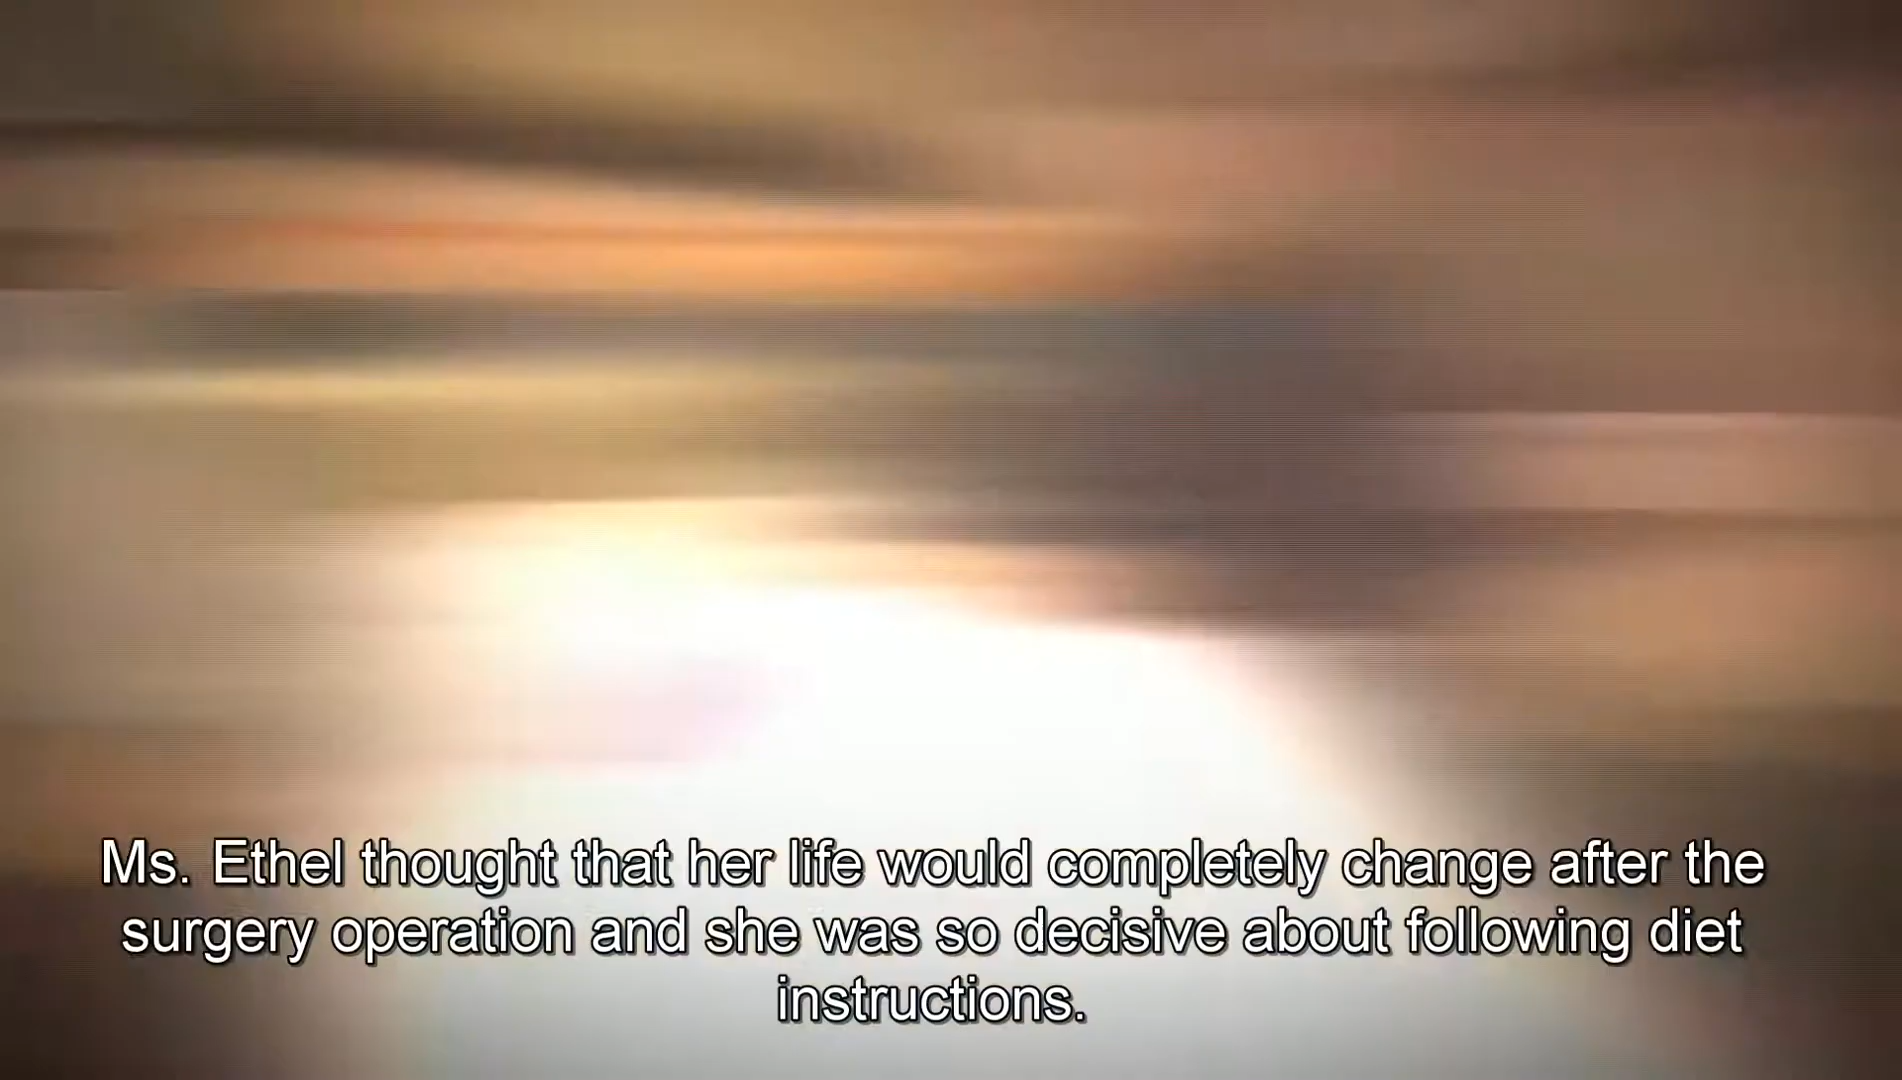 Ms. Ethel thought that her life would completely change after the
surgery operation and she was so decisive about following diet
instructions.